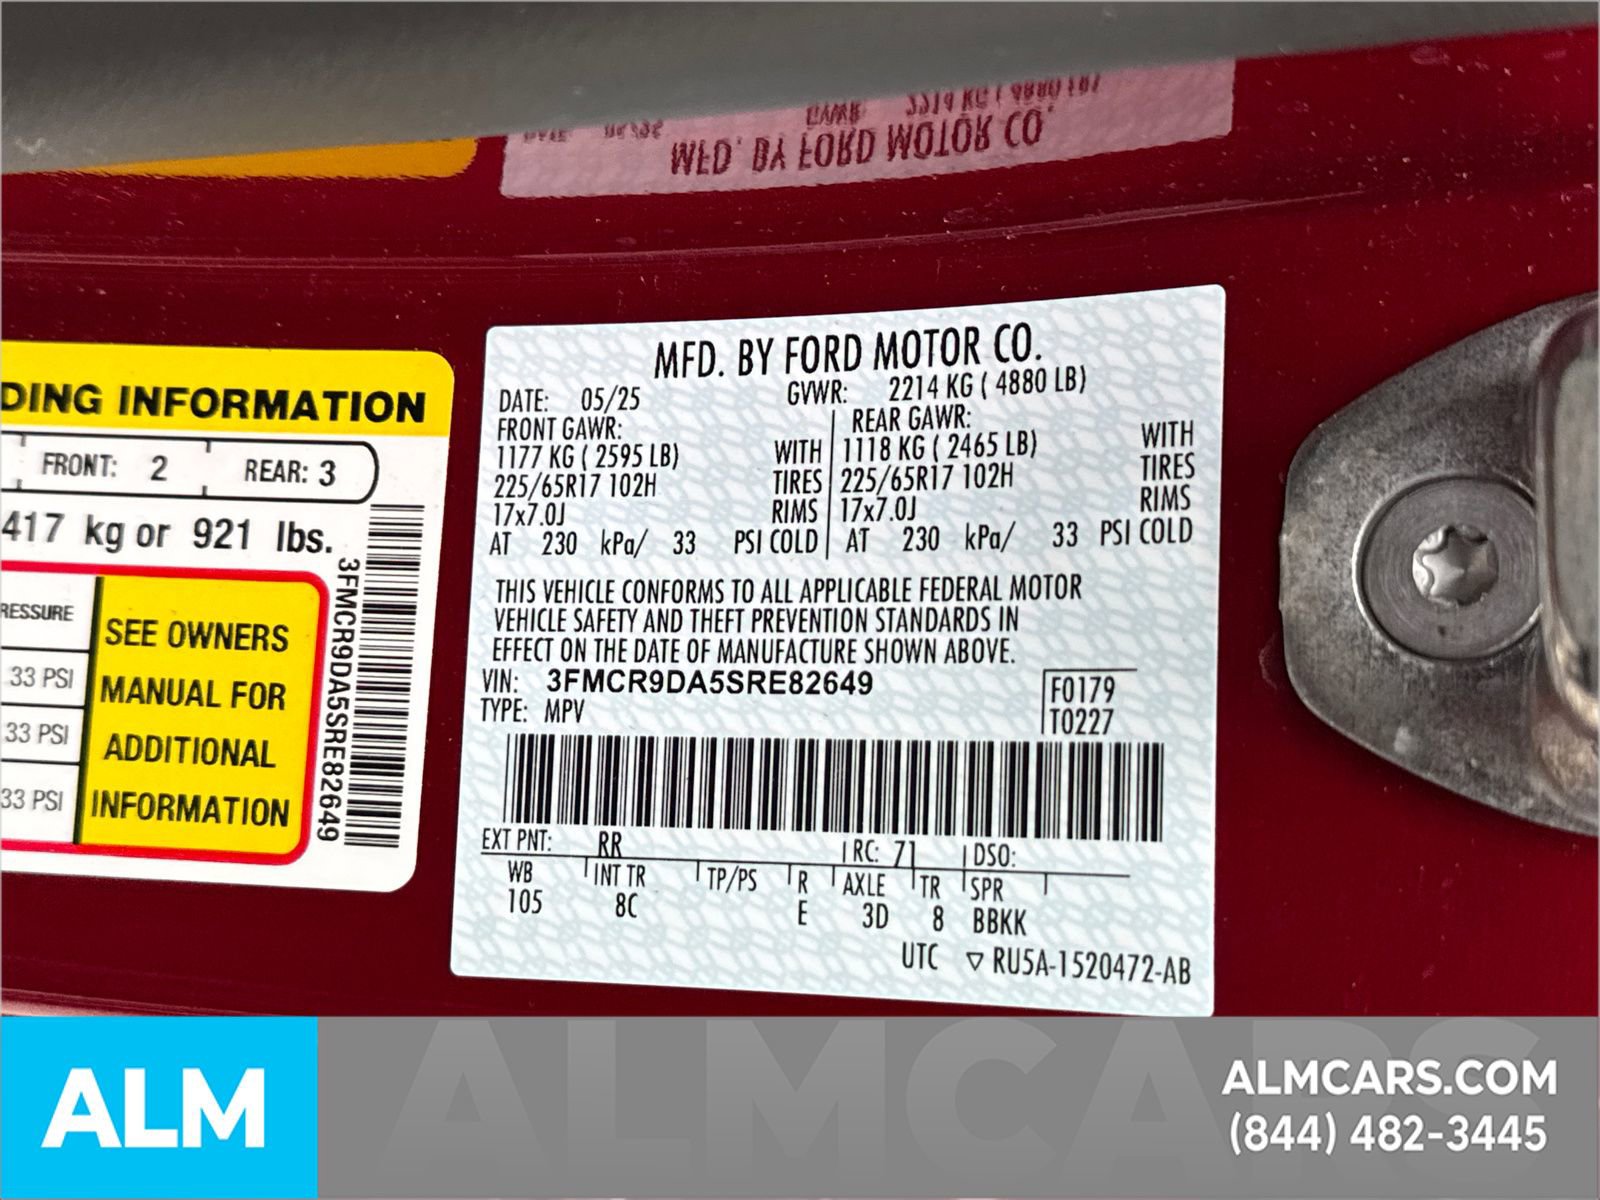 MFD. BY FORD MOTOR CO.
DING INFORMATION
FRONT: 2 REAR: 3
417 kg or 921 lbs.
RESSURE
33 PSI
33 PSI
33 PSI
SEE OWNERS
MANUAL FOR
ADDITIONAL
INFORMATION
3FMCR9DA5SRE82649
MFD. BY FORD MOTOR CO.
DATE: 05/25 GVWR: 2214 KG ( 4880 LB)
FRONT GAWR: REAR GAWR:
1177 KG ( 2595 LB) WITH 1118 KG ( 2465 LB) WITH
225/65R17 102H TIRES 225/65R17 102H TIRES
17x7.0J RIMS 17x7.0J RIMS
AT 230 kPa/ 33 PSI COLD AT 230 kPa/ 33 PSI COLD
THIS VEHICLE CONFORMS TO ALL APPLICABLE FEDERAL MOTOR
VEHICLE SAFETY AND THEFT PREVENTION STANDARDS IN
EFFECT ON THE DATE OF MANUFACTURE SHOWN ABOVE.
VIN: 3FMCR9DA5SRE82649 F0179
TYPE: MPV T0227
EXT PNT: RR RC: 71 DSO:
WB INT TR TP/PS R AXLE TR SPR
105 8C E 3D 8 BBKK
UTC ▽ RU5A-1520472-AB
ALM
ALMCARS
ALMCARS.COM
(844) 482-3445